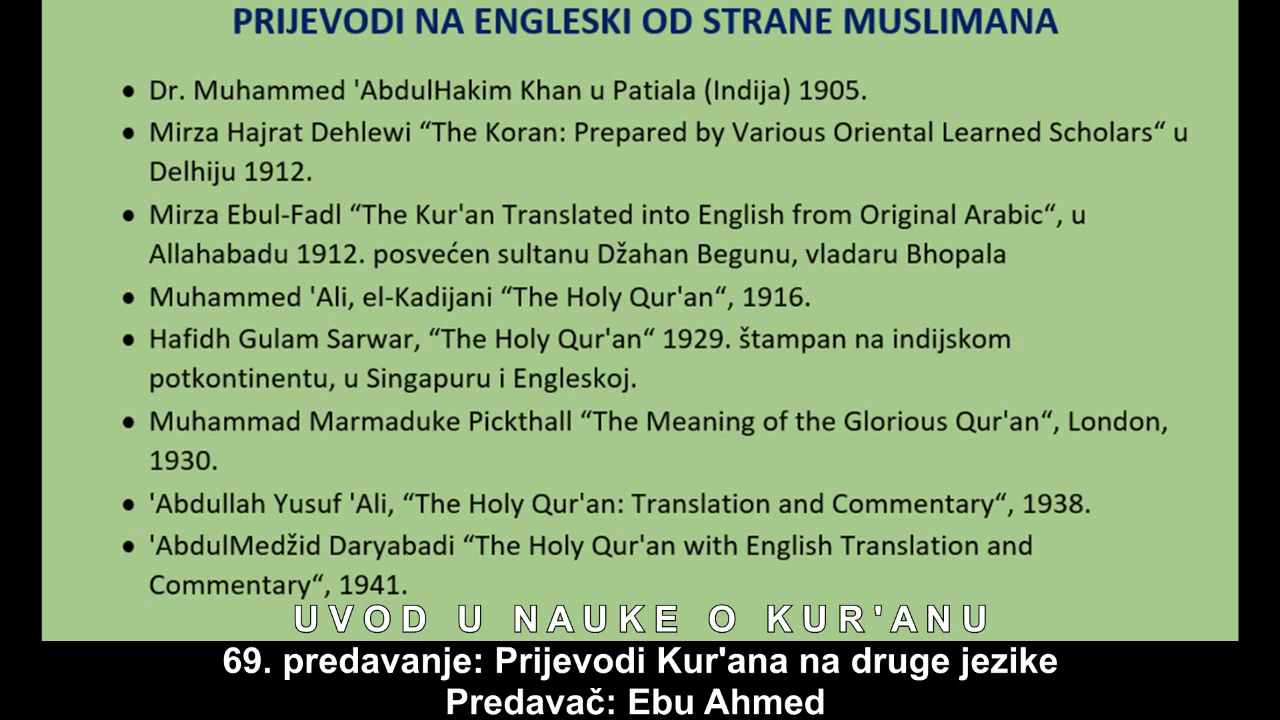 PRIJEVODI NA ENGLESKI OD STRANE MUSLIMANA
• Dr. Muhammed 'AbdulHakim Khan u Patiala (Indija) 1905.
• Mirza Hajrat Dehlewi “The Koran: Prepared by Various Oriental Learned Scholars“ u
Delhiju 1912.
• Mirza Ebul-Fadl “The Kur'an Translated into English from Original Arabic“, u
Allahabadu 1912. posvećen sultanu Džahan Begunu, vladaru Bhopala
• Muhammed 'Ali, el-Kadijani “The Holy Qur'an“, 1916.
• Hafidh Gulam Sarwar, “The Holy Qur'an“ 1929. štampan na indijskom
potkontinentu, u Singapuru i Engleskoj.
• Muhammad Marmaduke Pickthall “The Meaning of the Glorious Qur'an“, London,
1930.
• 'Abdullah Yusuf 'Ali, “The Holy Qur'an: Translation and Commentary“, 1938.
• 'AbdulMedžid Daryabadi “The Holy Qur'an with English Translation and
Commentary“, 1941.
UVOD U NAUKE O KUR'ANU
69. predavanje: Prijevodi Kur'ana na druge jezike
Predavač: Ebu Ahmed